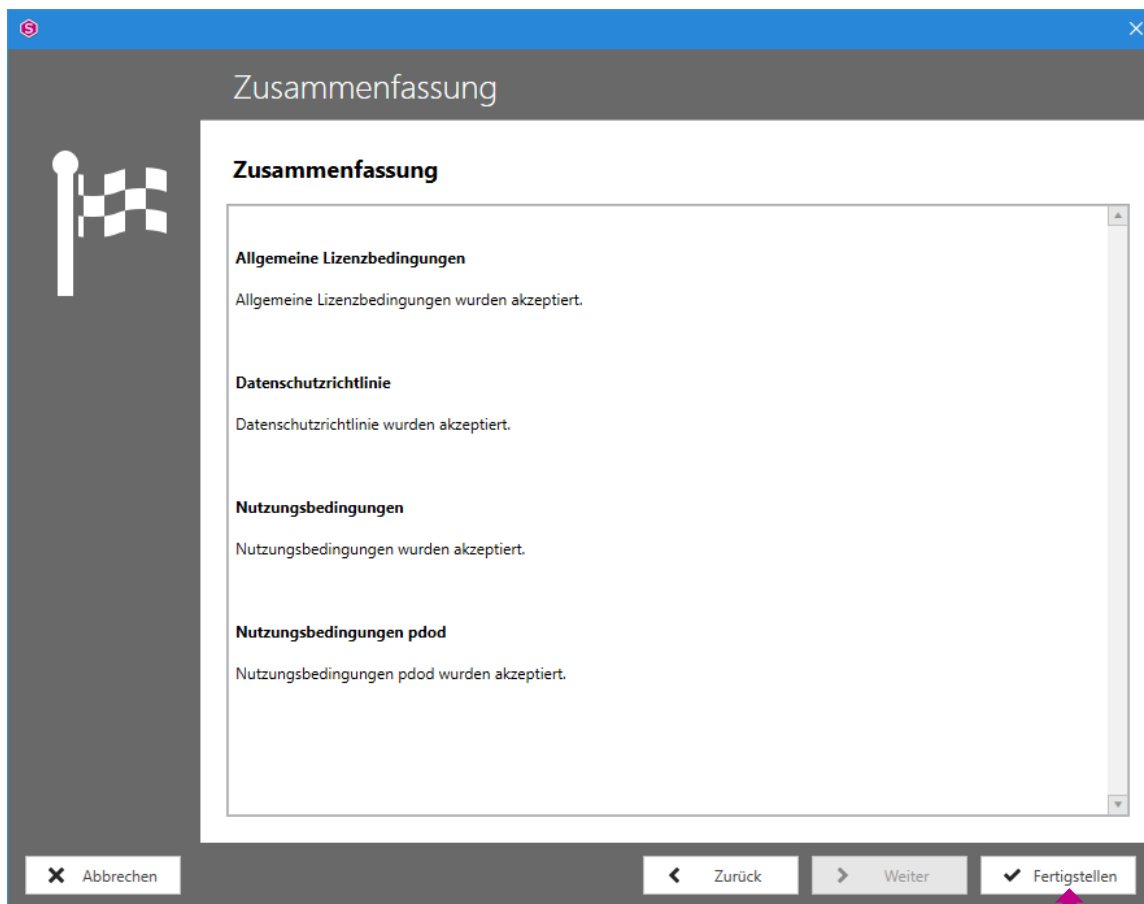 S
Zusammenfassung
Zusammenfassung
Allgemeine Lizenzbedingungen
Allgemeine Lizenzbedingungen wurden akzeptiert.
Datenschutzrichtlinie
Datenschutzrichtlinie wurden akzeptiert.
Nutzungsbedingungen
Nutzungsbedingungen wurden akzeptiert.
Nutzungsbedingungen pdod
Nutzungsbedingungen pdod wurden akzeptiert.
Abbrechen
Zurück
Weiter
Fertigstellen